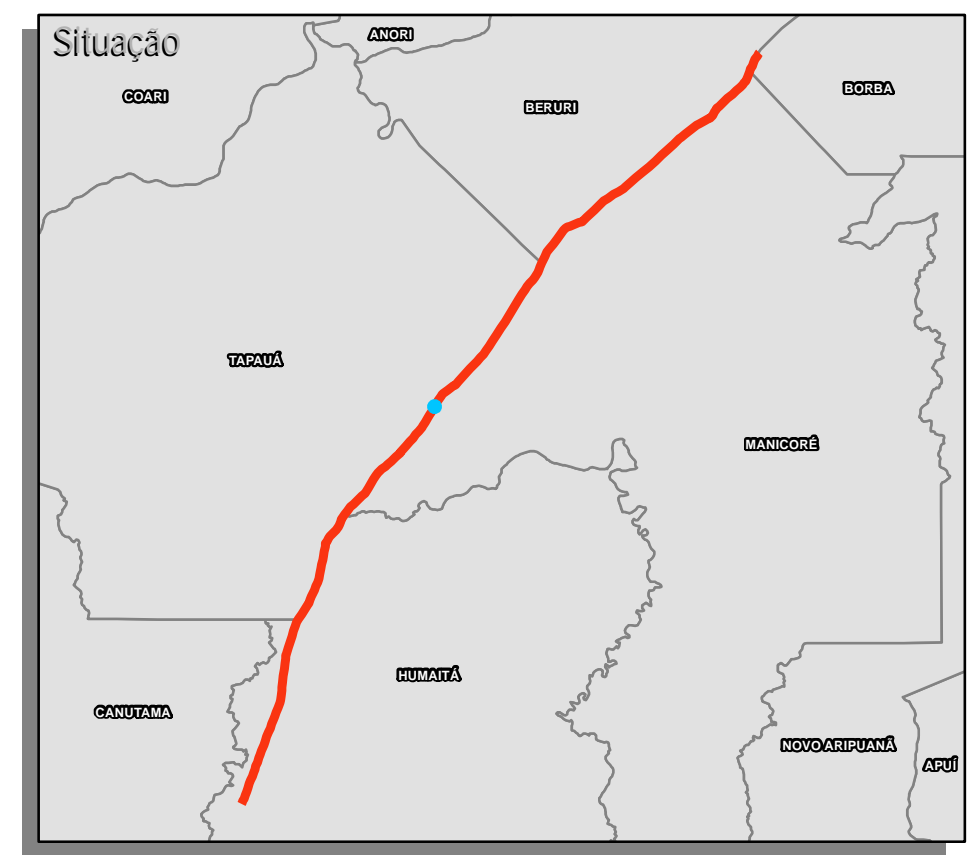 Situação
ANORI
COARI
BERURI
BORBA
TAPAUÁ
MANICORÉ
HUMAITÁ
CANUTAMA
NOVO ARIPUANÃ
APUÍ